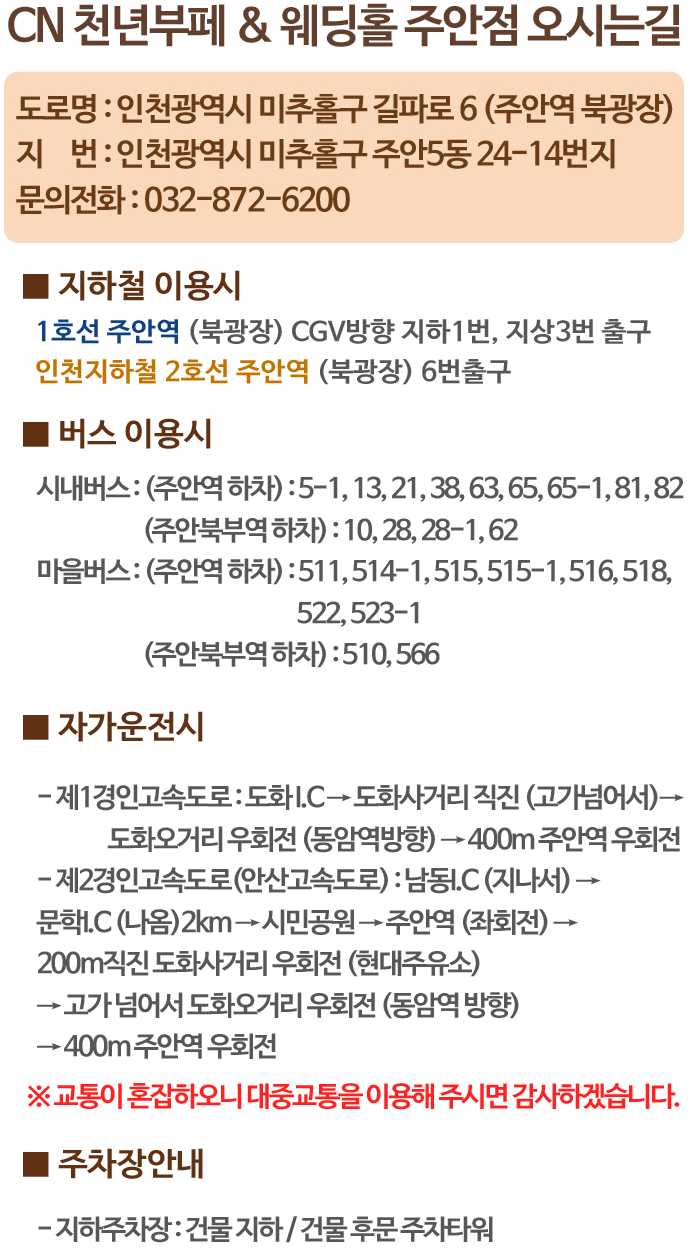 CN 천년부페 & 웨딩홀 주안점 오시는길
도로명 : 인천광역시 미추홀구 길파로 6 (주안역 북광장)
지 번 : 인천광역시 미추홀구 주안5동 24-14번지
문의전화 : 032-872-6200
■ 지하철 이용시
1호선 주안역 (북광장) CGV방향 지하1번, 지상3번 출구
인천지하철 2호선 주안역 (북광장) 6번출구
■ 버스 이용시
시내버스 : (주안역 하차) : 5-1, 13, 21, 38, 63, 65, 65-1, 81, 82
(주안북부역 하차) : 10, 28, 28-1, 62
마을버스 : (주안역 하차) : 511, 514-1, 515, 515-1, 516, 518,
522, 523-1
(주안북부역 하차) : 510, 566
■ 자가운전시
- 제1경인고속도로 : 도화 I.C → 도화사거리 직진 (고가넘어서)→
도화오거리 우회전 (동암역방향) → 400m 주안역 우회전
- 제2경인고속도로(안산고속도로) : 남동I.C (지나서) →
문학I.C (나옴)2km → 시민공원 → 주안역 (좌회전) →
200m직진 도화사거리 우회전 (현대주유소)
→ 고가 넘어서 도화오거리 우회전 (동암역 방향)
→ 400m 주안역 우회전
※ 교통이 혼잡하오니 대중교통을 이용해 주시면 감사하겠습니다.
■ 주차장안내
- 지하주차장 : 건물 지하 / 건물 후문 주차타워